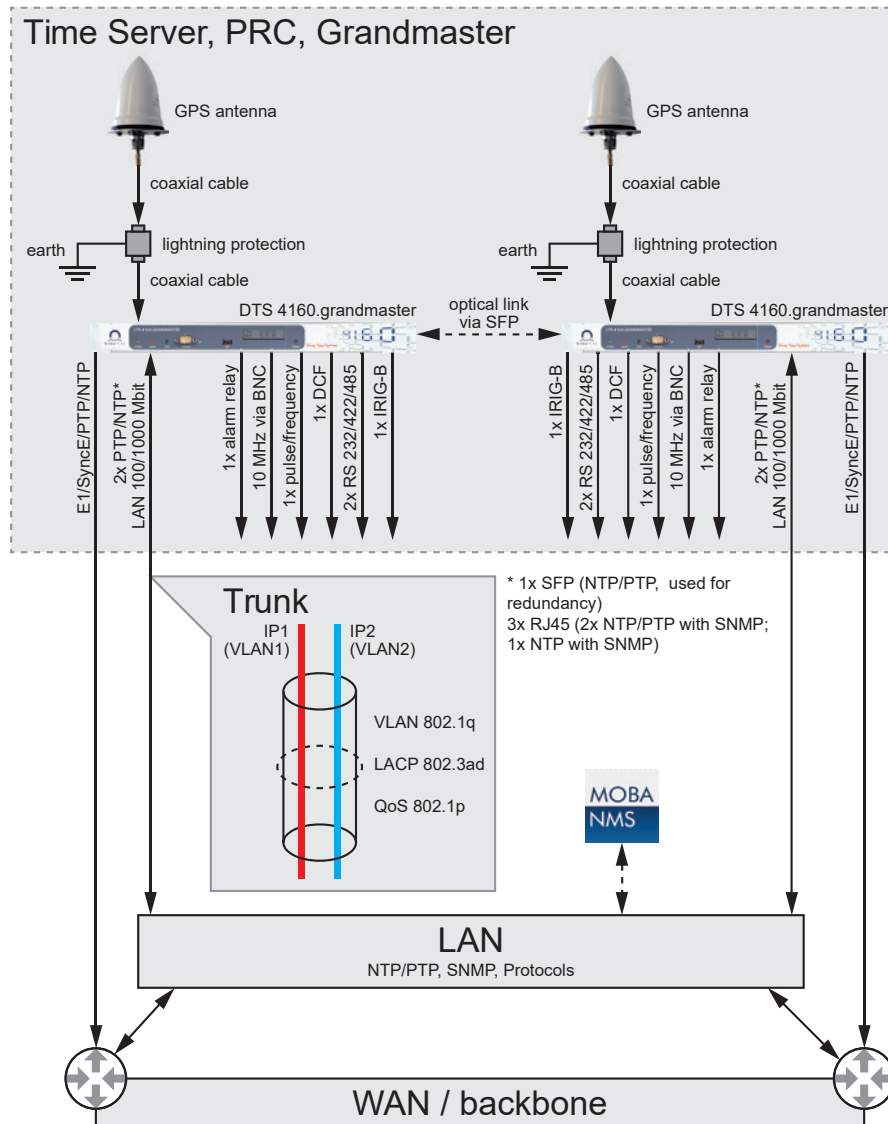 Time Server, PRC, Grandmaster
GPS antenna
GPS antenna
coaxial cable
coaxial cable
earth
lightning protection
earth
lightning protection
coaxial cable
coaxial cable
DTS 4160.grandmaster
optical link
via SFP
DTS 4160.grandmaster
4160
4160
E1/SyncE/PTP/NTP
2x PTP/NTP*
LAN 100/1000 Mbit
1x alarm relay
10 MHz via BNC
1x pulse/frequency
1x DCF
2x RS 232/422/485
1x IRIG-B
1x IRIG-B
2x RS 232/422/485
1x DCF
1x pulse/frequency
10 MHz via BNC
1x alarm relay
2x PTP/NTP*
LAN 100/1000 Mbit
E1/SyncE/PTP/NTP
Trunk
IP1
(VLAN1)
IP2
(VLAN2)
VLAN 802.1q
LACP 802.3ad
QoS 802.1p
* 1x SFP (NTP/PTP, used for
redundancy)
3x RJ45 (2x NTP/PTP with SNMP;
1x NTP with SNMP)
MOBA
NMS
LAN
NTP/PTP, SNMP, Protocols
WAN / backbone